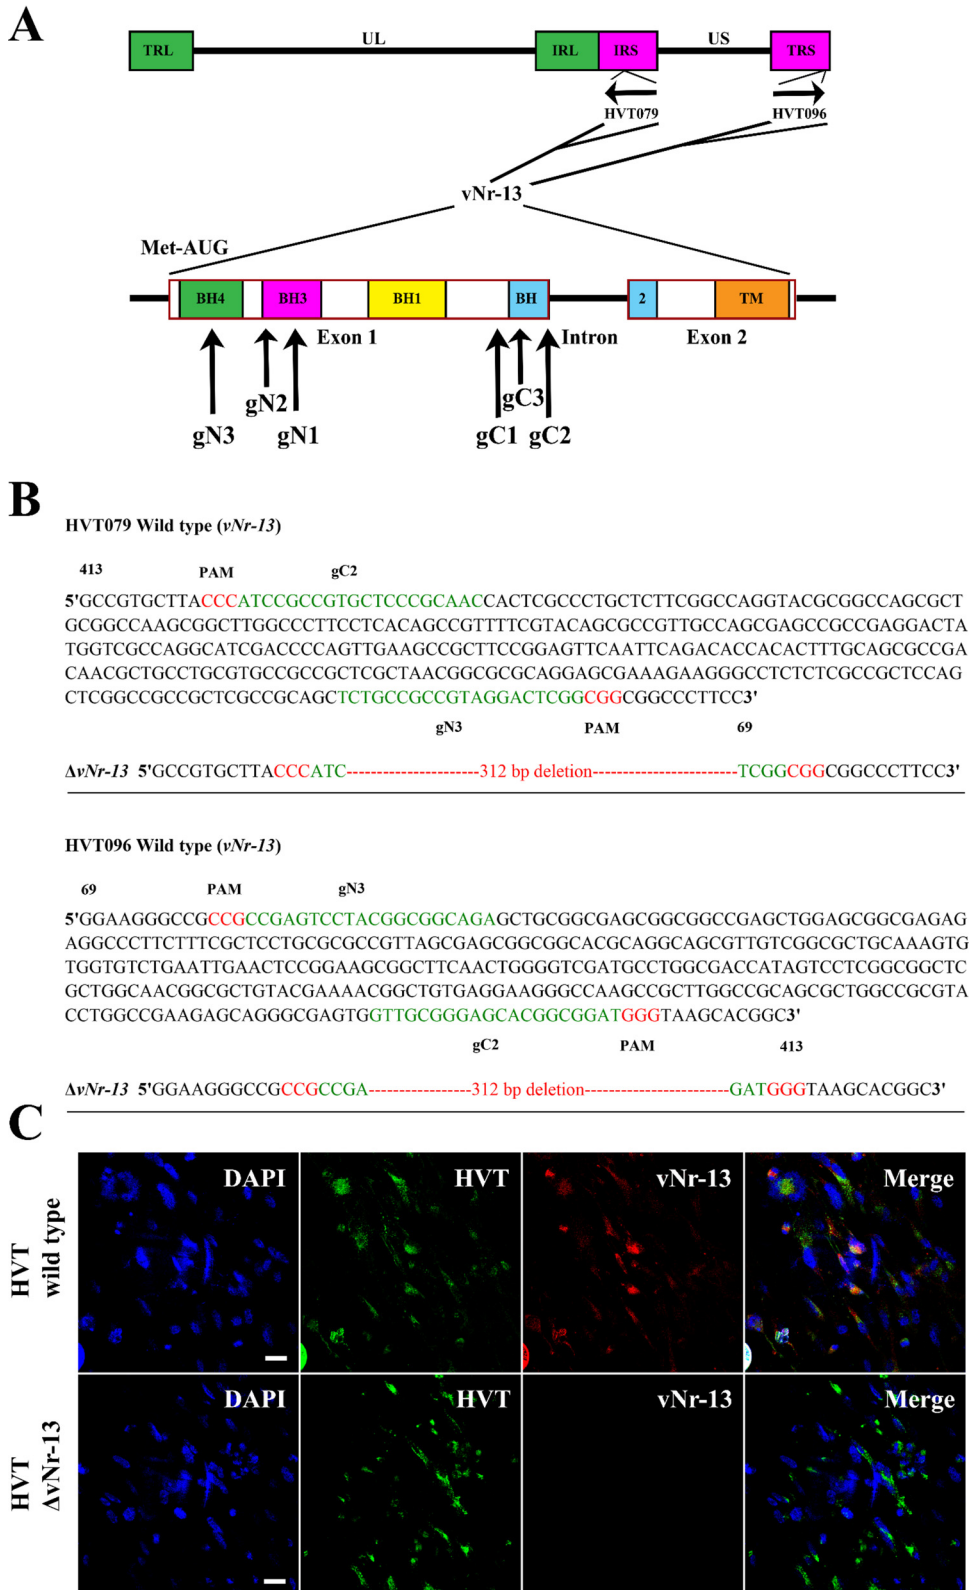 A
TRL
UL
IRL
IRS
US
TRS
HVT079
HVT096
vNr-13
Met-AUG
BH4
BH3
BH1
BH
2
TM
Exon 1
Intron
Exon 2
gN3
gN2
gN1
gC1
gC3
gC2
B
HVT079 Wild type (vNr-13)
413 PAM gC2
5'GCCGTGCTTACCCATCCGCCGTGCTCCCGCAACCACTCGCCCTGCTCTTCGGCCAGGTACGCGGCCAGCGCT
GCGGCCAAGCGGCTTGGCCCTTCCTCACAGCCGTTTTCGTACAGCGCCGTTGCCAGCGAGCCGCCGAGGACTA
TGGTCGCCAGGCATCGACCCCAGTTGAAGCCGCTTCCGGAGTTCAATTCAGACACCACACTTTGCAGCGCCGA
CAACGCTGCCTGCGTGCCGCCGCTCGCTAACGGCGCGCAGGAGCGAAAGAAGGGCCTCTCTCGCCGCTCCAG
CTCGGCCGCCGCTCGCCGCAGCTCTGCCGCCGTAGGACTCGGCGGCGGCCCTTCC3'
gN3 PAM 69
ΔvNr-13 5'GCCGTGCTTACCCATC----------------------312 bp deletion------------------------TCGGCGGCGGCCCTTCC3'
HVT096 Wild type (vNr-13)
69 PAM gN3
5'GGAAGGGCCGCCGCCGAGTCCTACGGCGGCAGAGCTGCGGCGAGCGGCGGCCGAGCTGGAGCGGCGAGAG
AGGCCCTTCTTTCGCTCCTGCGCGCCGTTAGCGAGCGGCGGCACGCAGGCAGCGTTGTCGGCGCTGCAAAGTG
TGGTGTCTGAATTGAACTCCGGAAGCGGCTTCAACTGGGGTCGATGCCTGGCGACCATAGTCCTCGGCGGCTC
GCTGGCAACGGCGCTGTACGAAAACGGCTGTGAGGAAGGGCCAAGCCGCTTGGCCGCAGCGCTGGCCGCGTA
CCTGGCCGAAGAGCAGGGCGAGTGGTTGCGGGAGCACGGCGGATGGGTAAGCACGGC3'
gC2 PAM 413
ΔvNr-13 5'GGAAGGGCCGCCGCCGA-----------------312 bp deletion------------------------GATGGGTAAGCACGGC3'
C
HVT
wild type
DAPI
HVT
vNr-13
Merge
HVT
ΔvNr-13
DAPI
HVT
vNr-13
Merge